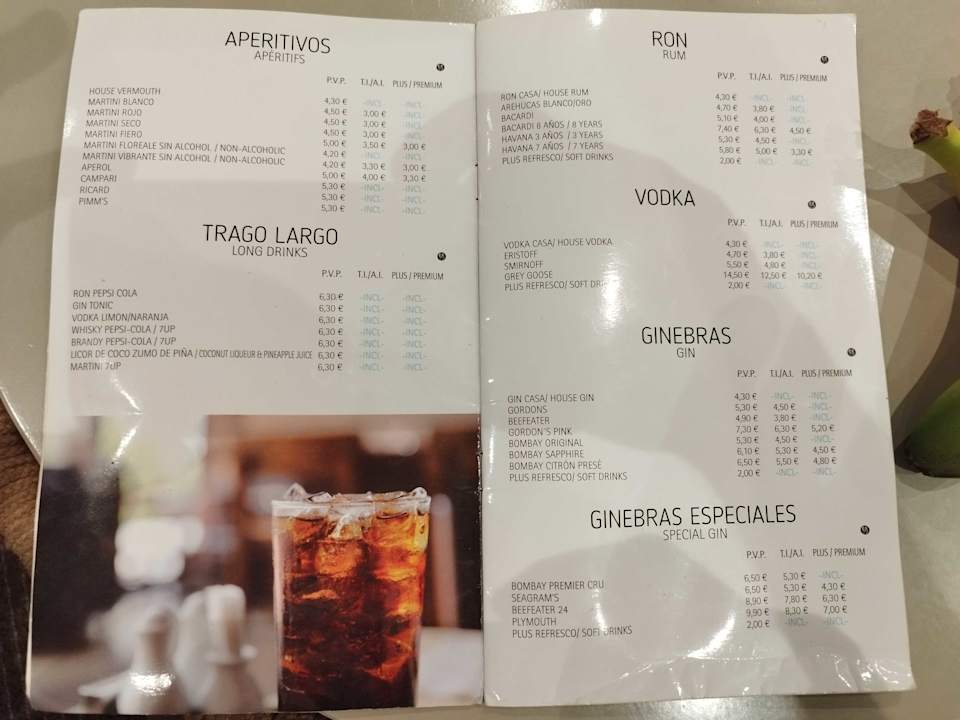 APERITIVOS
APÉRITIFS
P.V.P. T.I./A.I. PLUS / PREMIUM
HOUSE VERMOUTH 4,30 € -INCL- -INCL-
MARTINI BLANCO 4,50 € 3,00 € -INCL-
MARTINI ROJO 4,50 € 3,00 € -INCL-
MARTINI SECO 4,50 € 3,00 € -INCL-
MARTINI FIERO 5,00 € 3,50 € 3,00 €
MARTINI FLOREALE SIN ALCOHOL / NON-ALCOHOLIC 4,20 € -INCL- -INCL-
MARTINI VIBRANTE SIN ALCOHOL / NON-ALCOHOLIC 4,20 € 3,30 € 3,00 €
APEROL 5,00 € 4,00 € 3,30 €
CAMPARI 5,30 € -INCL- -INCL-
RICARD 5,30 € -INCL- -INCL-
PIMM'S 5,30 € -INCL- -INCL-
TRAGO LARGO
LONG DRINKS
P.V.P. T.I./A.I. PLUS / PREMIUM
RON PEPSI COLA 6,30 € -INCL- -INCL-
GIN TONIC 6,30 € -INCL- -INCL-
VODKA LIMON/NARANJA 6,30 € -INCL- -INCL-
WHISKY PEPSI-COLA / 7UP 6,30 € -INCL- -INCL-
BRANDY PEPSI-COLA / 7UP 6,30 € -INCL- -INCL-
LICOR DE COCO ZUMO DE PIÑA / COCONUT LIQUEUR & PINEAPPLE JUICE 6,30 € -INCL- -INCL-
MARTINI 7UP 6,30 € -INCL- -INCL-
RON
RUM
P.V.P. T.I./A.I. PLUS / PREMIUM
RON CASA/ HOUSE RUM 4,30 € -INCL- -INCL-
AREHUCAS BLANCO/ORO 4,70 € 3,80 € -INCL-
BACARDI 5,10 € 4,00 € -INCL-
BACARDI 8 AÑOS / 8 YEARS 7,40 € 6,30 € 4,50 €
HAVANA 3 AÑOS / 3 YEARS 5,30 € 4,50 € -INCL-
HAVANA 7 AÑOS / 7 YEARS 5,80 € 5,00 € 3,30 €
PLUS REFRESCO/ SOFT DRINKS 2,00 € -INCL- -INCL-
VODKA
P.V.P. T.I./A.I. PLUS / PREMIUM
VODKA CASA/ HOUSE VODKA 4,30 € -INCL- -INCL-
ERISTOFF 4,70 € 3,80 € -INCL-
SMIRNOFF 5,50 € 4,80 € -INCL-
GREY GOOSE 14,50 € 12,50 € 10,20 €
PLUS REFRESCO/ SOFT DRINKS 2,00 € -INCL- -INCL-
GINEBRAS
GIN
P.V.P. T.I./A.I. PLUS / PREMIUM
GIN CASA/ HOUSE GIN 4,30 € -INCL- -INCL-
GORDONS 5,30 € 4,50 € -INCL-
BEEFEATER 4,90 € 3,80 € -INCL-
GORDON´S PINK 7,30 € 6,30 € 5,20 €
BOMBAY ORIGINAL 5,30 € 4,50 € -INCL-
BOMBAY SAPPHIRE 6,10 € 5,30 € 4,50 €
BOMBAY CITRÒN PRESÈ 6,50 € 5,50 € 4,80 €
PLUS REFRESCO/ SOFT DRINKS 2,00 € -INCL- -INCL-
GINEBRAS ESPECIALES
SPECIAL GIN
P.V.P. T.I./A.I. PLUS / PREMIUM
BOMBAY PREMIER CRU 6,50 € 5,30 € -INCL-
SEAGRAM'S 6,50 € 5,30 € 4,30 €
BEEFEATER 24 8,90 € 7,80 € 6,30 €
PLYMOUTH 9,90 € 8,30 € 7,00 €
PLUS REFRESCO/ SOFT DRINKS 2,00 € -INCL- -INCL-